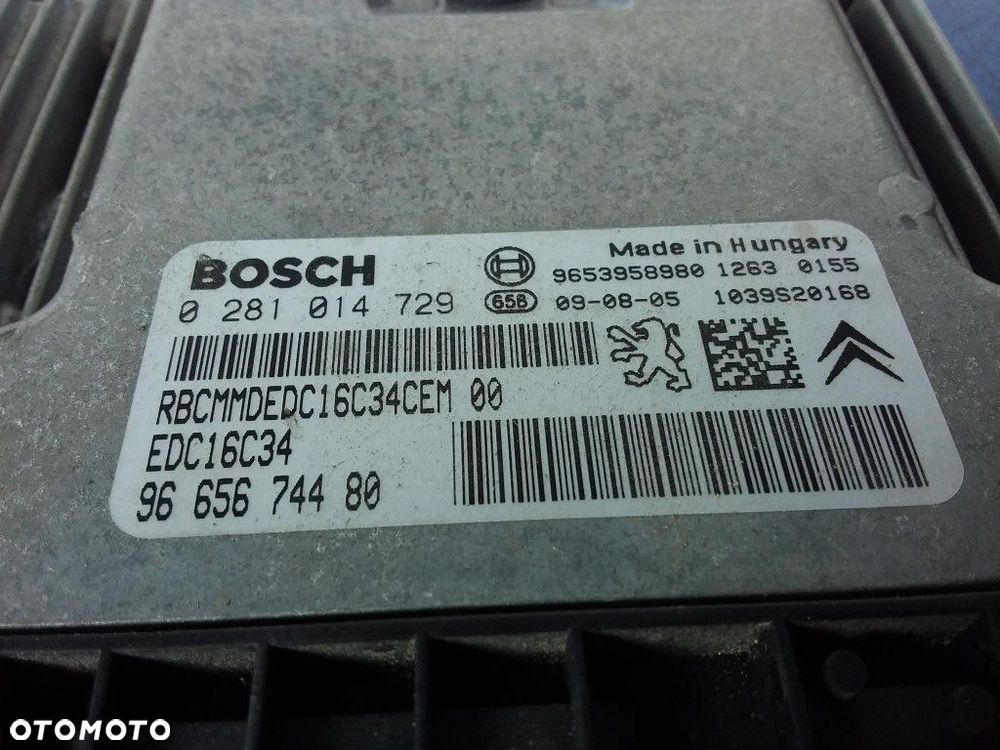 BOSCH
Made in Hungary
9653958980 1263 0155
0 281 014 729 656 09-08-05 1039S20168
RBCMMDEDC16C34CEM 00
EDC16C34
96 656 744 80
OTOMOTO